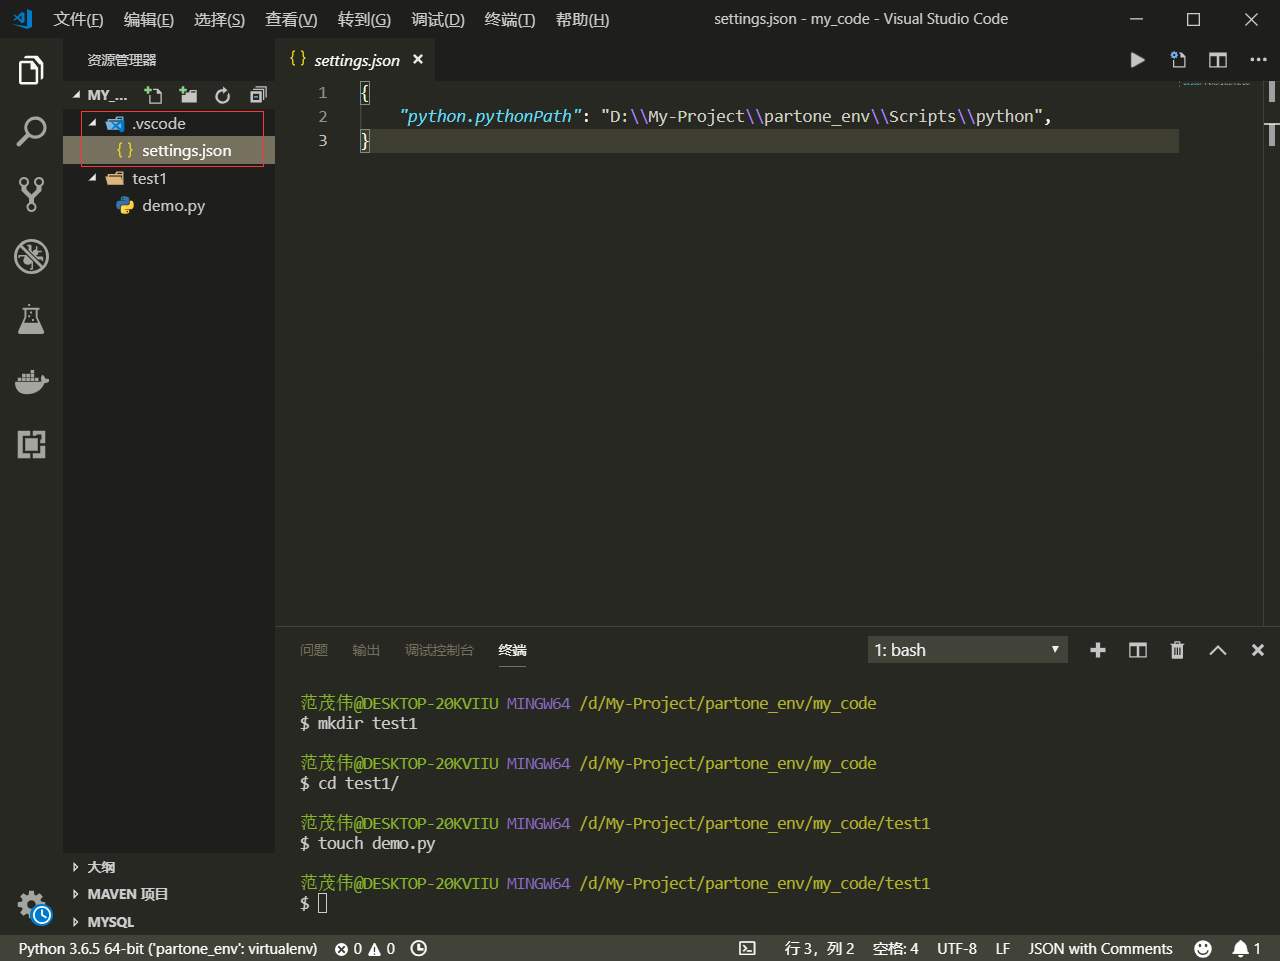 文件(F) 编辑(E) 选择(S) 查看(V) 转到(G) 调试(D) 终端(T) 帮助(H) settings.json - my_code - Visual Studio Code
资源管理器
MY_...
.vscode
{ } settings.json
test1
demo.py
大纲
MAVEN 项目
MYSQL
{ } settings.json ×
1 {
2 "python.pythonPath": "D:\\My-Project\\partone_env\\Scripts\\python",
3 }
问题 输出 调试控制台 终端 1: bash
范茂伟@DESKTOP-20KVIIU MINGW64 /d/My-Project/partone_env/my_code
$ mkdir test1
范茂伟@DESKTOP-20KVIIU MINGW64 /d/My-Project/partone_env/my_code
$ cd test1/
范茂伟@DESKTOP-20KVIIU MINGW64 /d/My-Project/partone_env/my_code/test1
$ touch demo.py
范茂伟@DESKTOP-20KVIIU MINGW64 /d/My-Project/partone_env/my_code/test1
$
Python 3.6.5 64-bit ('partone_env': virtualenv) 0 0 行 3，列 2 空格: 4 UTF-8 LF JSON with Comments 1